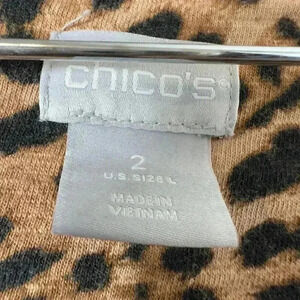 chico's®
2
U.S. SIZE L
MADE IN
VIETNAM